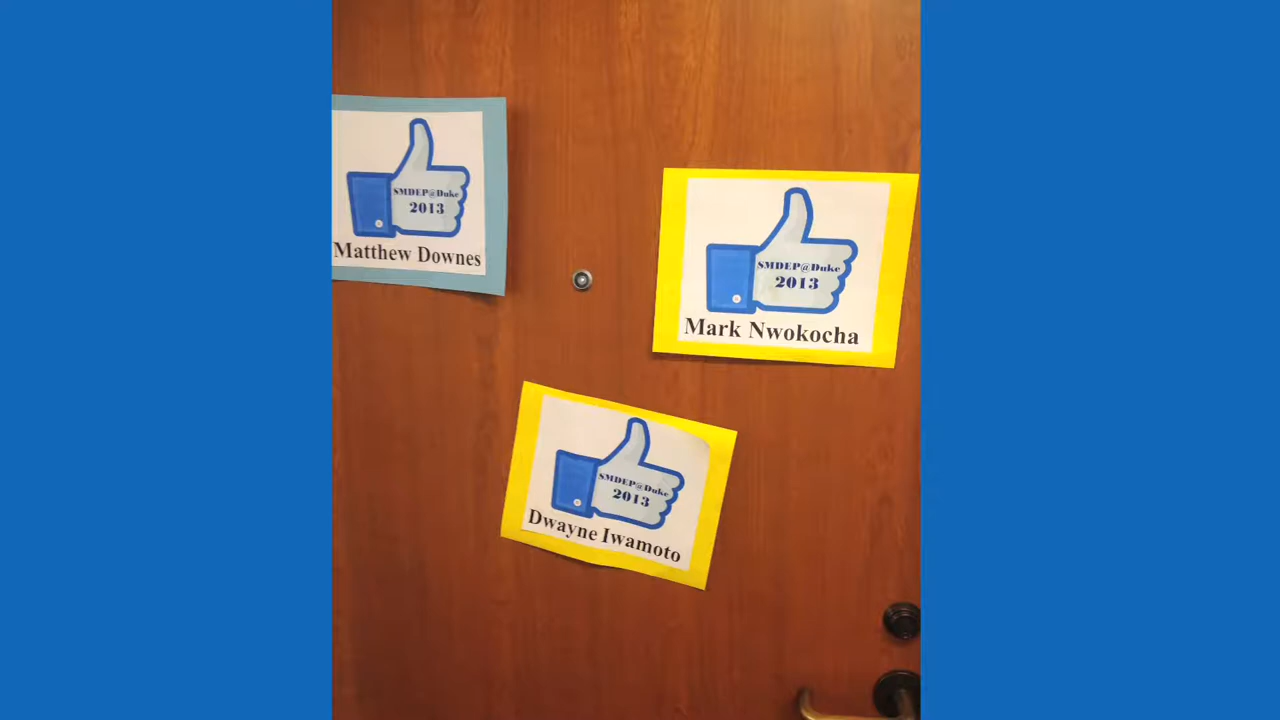 SMDEP@Duke
2013
Matthew Downes
SMDEP@Duke
2013
Mark Nwokocha
SMDEP@Duke
2013
Dwayne Iwamoto